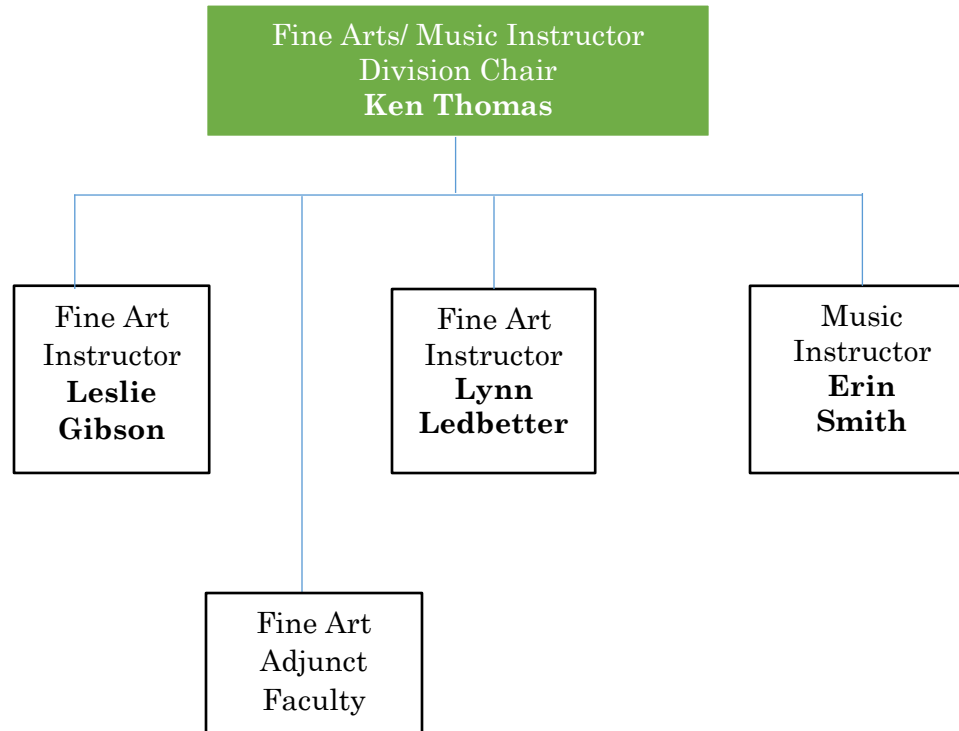 Fine Arts/ Music Instructor
Division Chair
Ken Thomas
Fine Art
Instructor
Leslie
Gibson
Fine Art
Instructor
Lynn
Ledbetter
Music
Instructor
Erin
Smith
Fine Art
Adjunct
Faculty